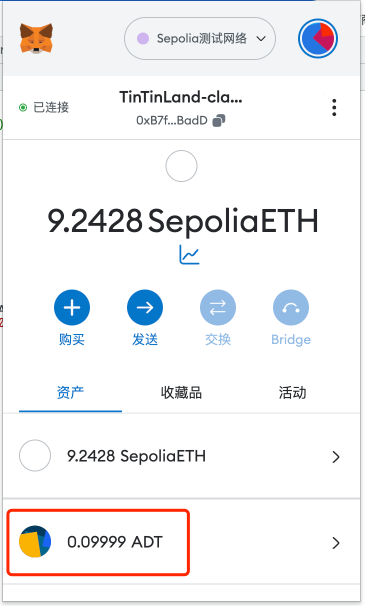 Sepolia测试网络
已连接
TinTinLand-cla...
0xB7f...BadD
9.2428 SepoliaETH
购买
发送
交换
Bridge
资产
收藏品
活动
9.2428 SepoliaETH
0.09999 ADT